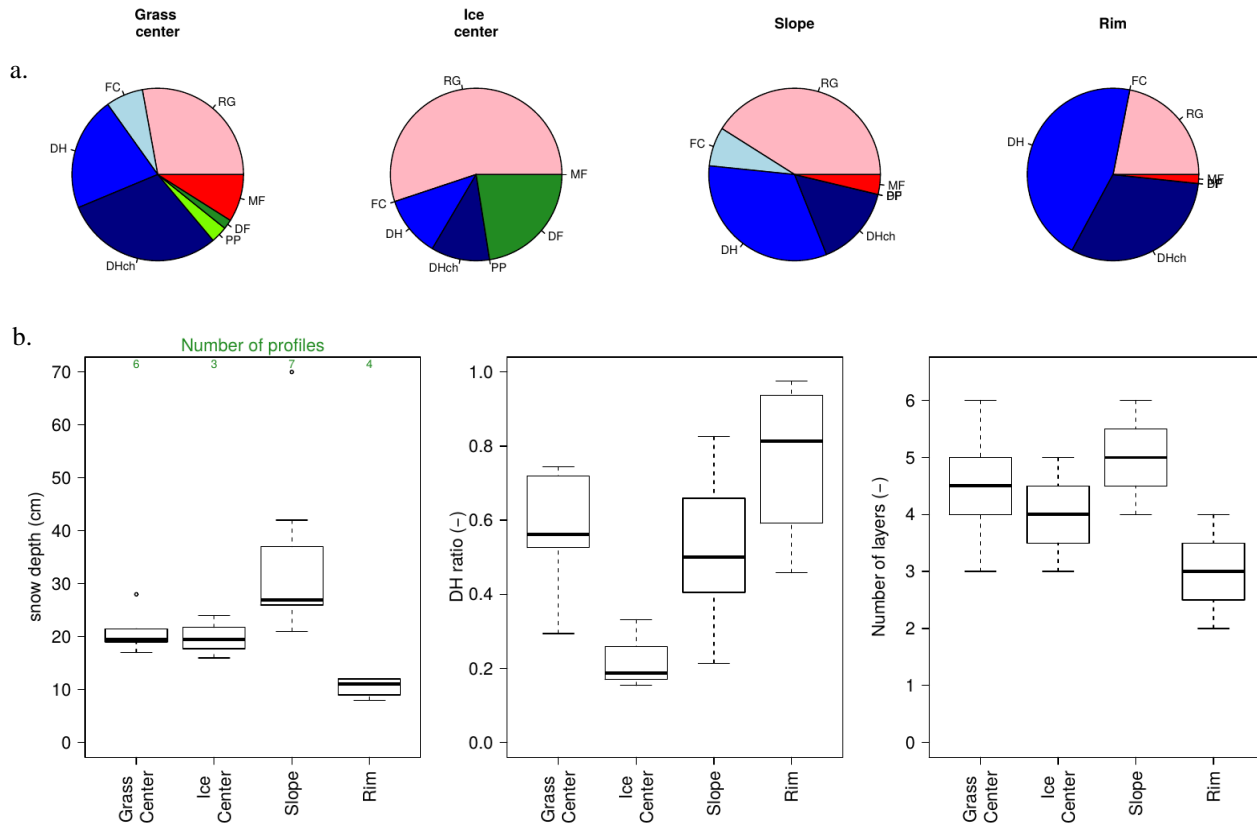 Grass
center
Ice
center
Slope
Rim
a.
RG
FC
DH
DHch
PP
DF
MF
RG
FC
DH
DHch
PP
DF
MF
RG
FC
DH
DHch
DP
MF
FC
RG
DH
DHch
MF
b.
Number of profiles
6
3
7
4
snow depth (cm)
70
60
50
40
30
20
10
0
Grass
Center
Ice
Center
Slope
Rim
DH ratio (−)
1.0
0.8
0.6
0.4
0.2
0.0
Grass
Center
Ice
Center
Slope
Rim
Number of layers (−)
6
5
4
3
2
1
0
Grass
Center
Ice
Center
Slope
Rim